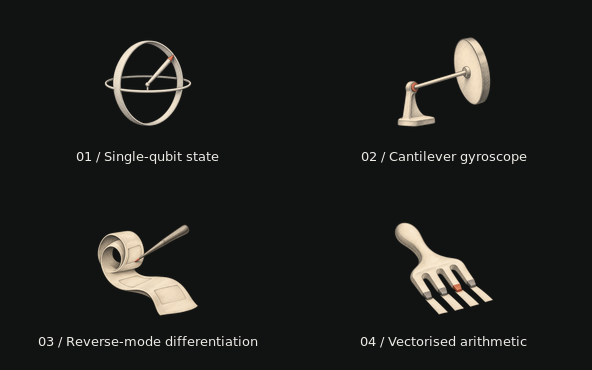 01 / Single-qubit state
02 / Cantilever gyroscope
03 / Reverse-mode differentiation
04 / Vectorised arithmetic